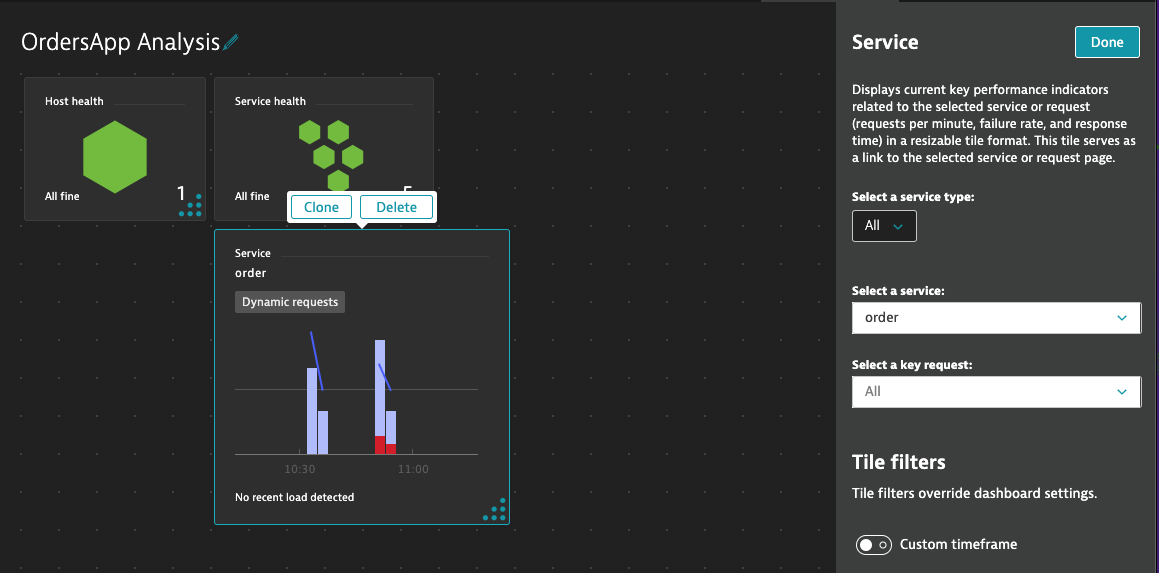 OrdersApp Analysis
Host health
All fine
1
Service health
All fine
Clone
Delete
Service
order
Dynamic requests
10:30
11:00
No recent load detected
Service
Done
Displays current key performance indicators
related to the selected service or request
(requests per minute, failure rate, and response
time) in a resizable tile format. This tile serves as
a link to the selected service or request page.
Select a service type:
All
Select a service:
order
Select a key request:
All
Tile filters
Tile filters override dashboard settings.
Custom timeframe